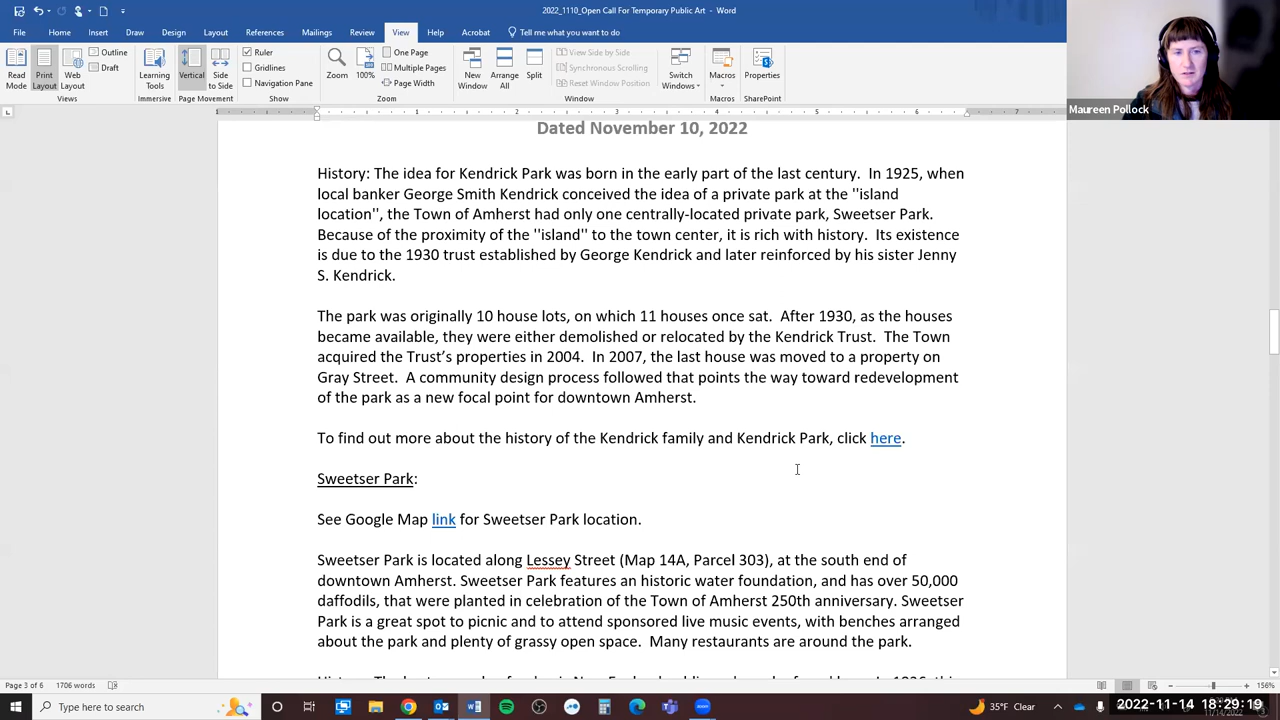 2022_1110_Open Call For Temporary Public Art - Word
File Home Insert Draw Design Layout References Mailings Review View Help Acrobat Tell me what you want to do
Read Mode
Print Layout
Web Layout
Outline
Draft
Views
Learning Tools
Immersive
Vertical
Side to Side
Page Movement
Ruler
Gridlines
Navigation Pane
Show
Zoom
100%
One Page
Multiple Pages
Page Width
Zoom
New Window
Arrange All
Split
View Side by Side
Synchronous Scrolling
Reset Window Position
Window
Switch Windows
Macros
Macros
Properties
SharePoint
Maureen Pollock
1 1 2 3 4 5 6 7
Dated November 10, 2022
History: The idea for Kendrick Park was born in the early part of the last century. In 1925, when
local banker George Smith Kendrick conceived the idea of a private park at the "island
location", the Town of Amherst had only one centrally-located private park, Sweetser Park.
Because of the proximity of the "island" to the town center, it is rich with history. Its existence
is due to the 1930 trust established by George Kendrick and later reinforced by his sister Jenny
S. Kendrick.
The park was originally 10 house lots, on which 11 houses once sat. After 1930, as the houses
became available, they were either demolished or relocated by the Kendrick Trust. The Town
acquired the Trust's properties in 2004. In 2007, the last house was moved to a property on
Gray Street. A community design process followed that points the way toward redevelopment
of the park as a new focal point for downtown Amherst.
To find out more about the history of the Kendrick family and Kendrick Park, click here.
Sweetser Park:
See Google Map link for Sweetser Park location.
Sweetser Park is located along Lessey Street (Map 14A, Parcel 303), at the south end of
downtown Amherst. Sweetser Park features an historic water foundation, and has over 50,000
daffodils, that were planted in celebration of the Town of Amherst 250th anniversary. Sweetser
Park is a great spot to picnic and to attend sponsored live music events, with benches arranged
about the park and plenty of grassy open space. Many restaurants are around the park.
Page 3 of 6 1706 words
156%
Type here to search
35°F Clear
2022-11-14 18:29:19